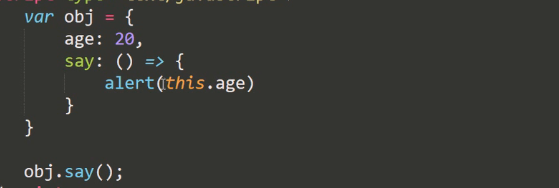 var obj = {
    age: 20,
    say: () => {
        alert(this.age)
    }
}
obj.say();